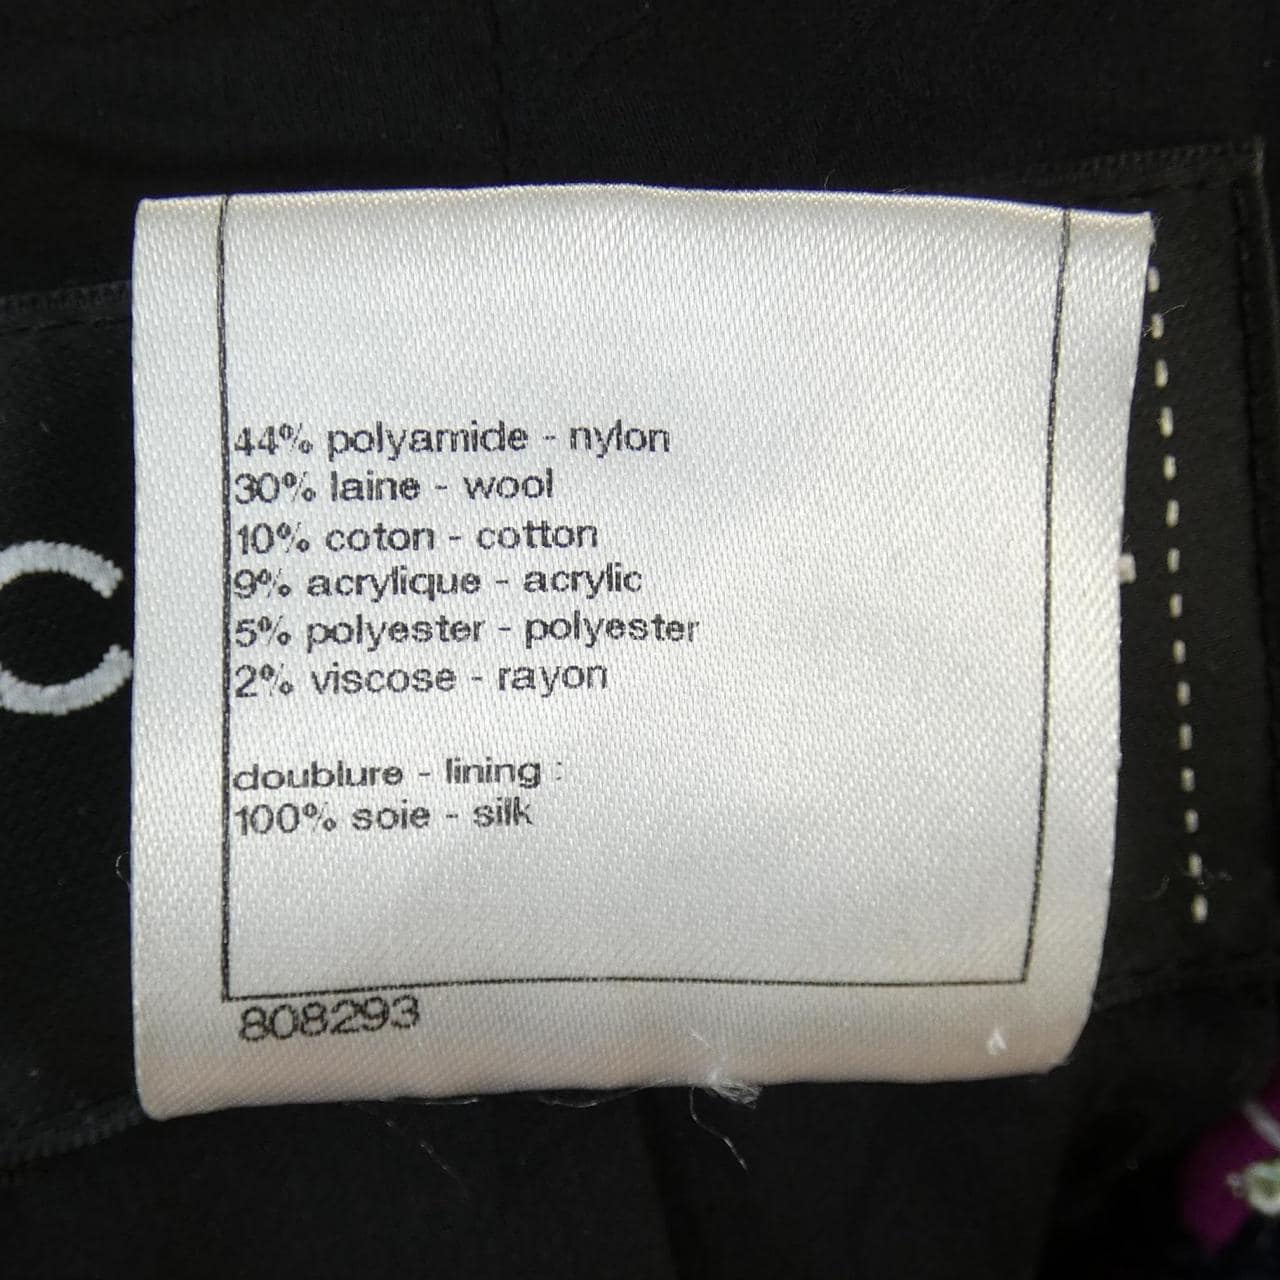 44% polyamide - nylon
30% laine - wool
10% coton - cotton
9% acrylique - acrylic
5% polyester - polyester
2% viscose - rayon
doublure - lining :
100% soie - silk
808293
C